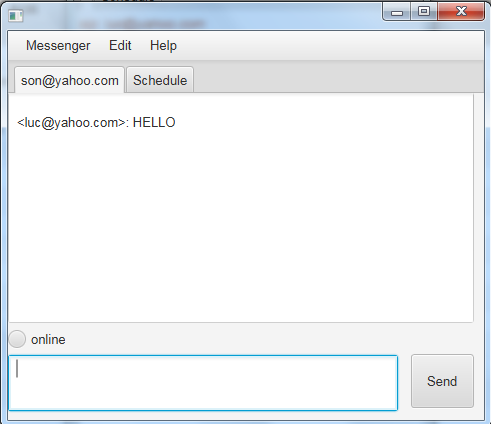 Messenger Edit Help
son@yahoo.com Schedule
<luc@yahoo.com>: HELLO
online
Send